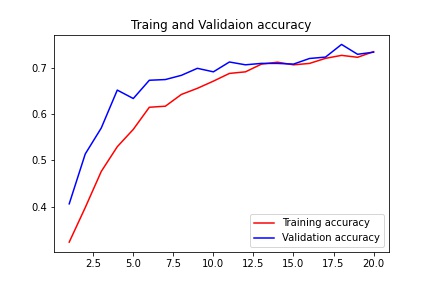 Traing and Validaion accuracy
0.7
0.6
0.5
0.4
Training accuracy
Validation accuracy
2.5 5.0 7.5 10.0 12.5 15.0 17.5 20.0